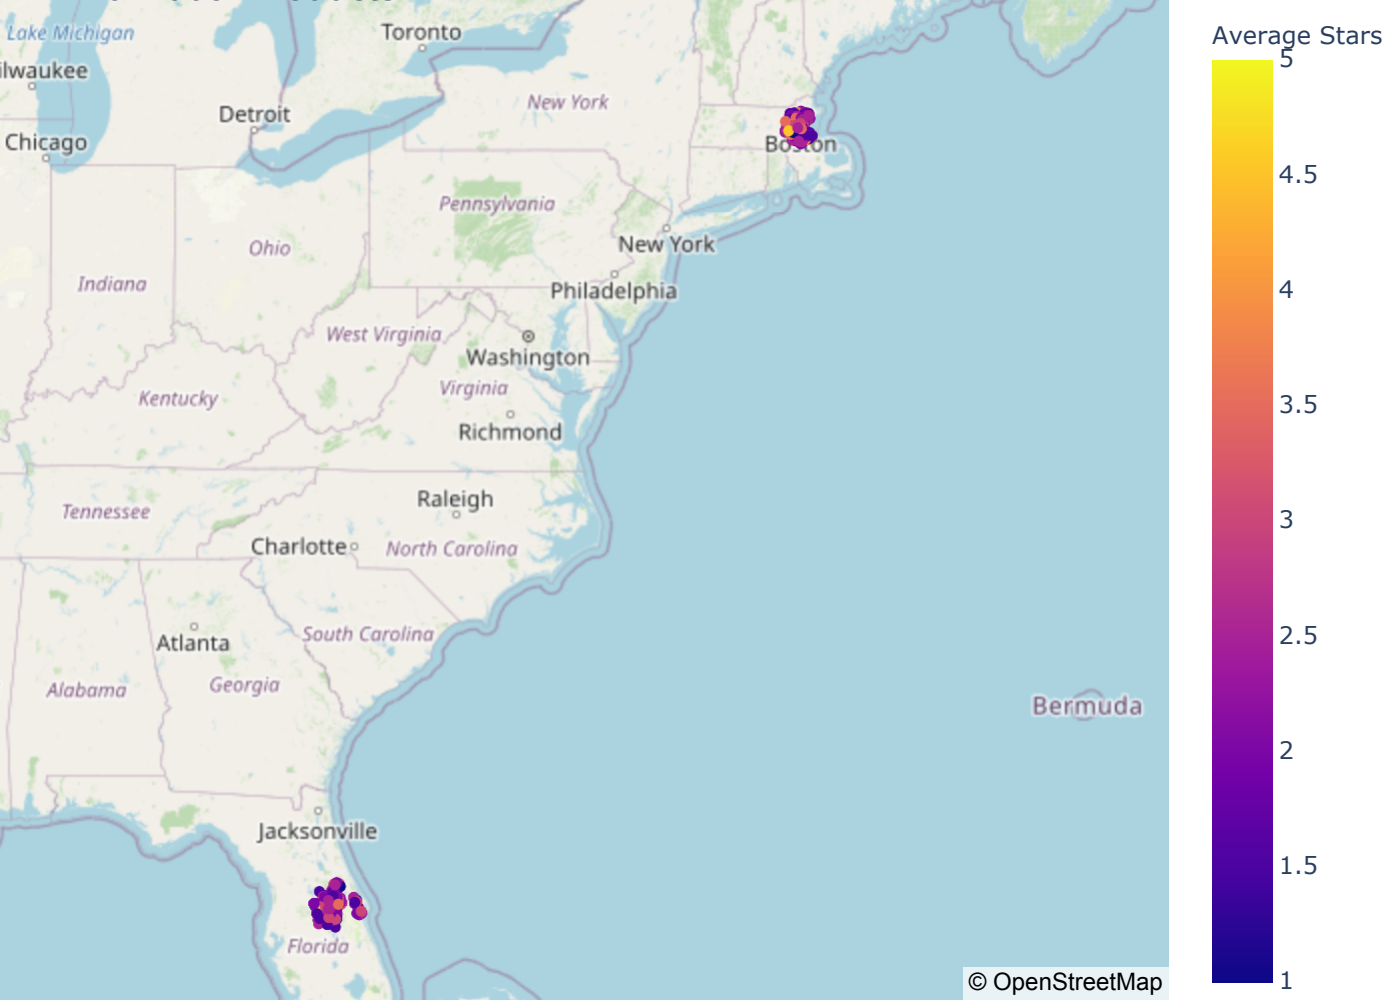 Lake Michigan
Toronto
ilwaukee
Detroit
New York
Chicago
Boston
Pennsylvania
New York
Ohio
Indiana
Philadelphia
West Virginia
Washington
Virginia
Kentucky
Richmond
Raleigh
Tennessee
Charlotte
North Carolina
South Carolina
Atlanta
Georgia
Alabama
Bermuda
Jacksonville
Florida
© OpenStreetMap
Average Stars
5
4.5
4
3.5
3
2.5
2
1.5
1